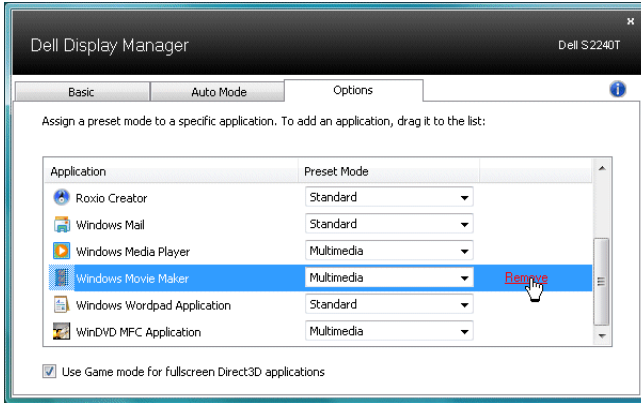 Dell Display Manager Dell S2240T
Basic Auto Mode Options
Assign a preset mode to a specific application. To add an application, drag it to the list:
Application Preset Mode
Roxio Creator Standard
Windows Mail Standard
Windows Media Player Multimedia
Windows Movie Maker Multimedia Remove
Windows Wordpad Application Standard
WinDVD MFC Application Multimedia
Use Game mode for fullscreen Direct3D applications